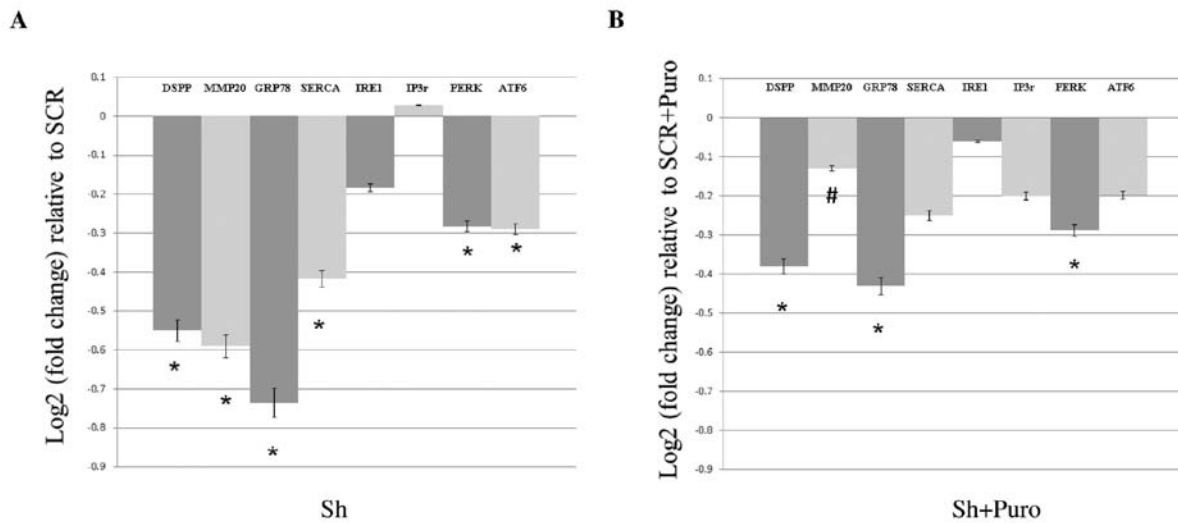 A
Log2 (fold change) relative to SCR
0.1
0
-0.1
-0.2
-0.3
-0.4
-0.5
-0.6
-0.7
-0.8
-0.9
DSPP MMP20 GRP78 SERCA IRE1 IP3r PERK ATF6
* * * * * *
Sh
B
Log2 (fold change) relative to SCR+Puro
0.1
0
-0.1
-0.2
-0.3
-0.4
-0.5
-0.6
-0.7
-0.8
-0.9
DSPP MMP20 GRP78 SERCA IRE1 IP3r PERK ATF6
* # * *
Sh+Puro